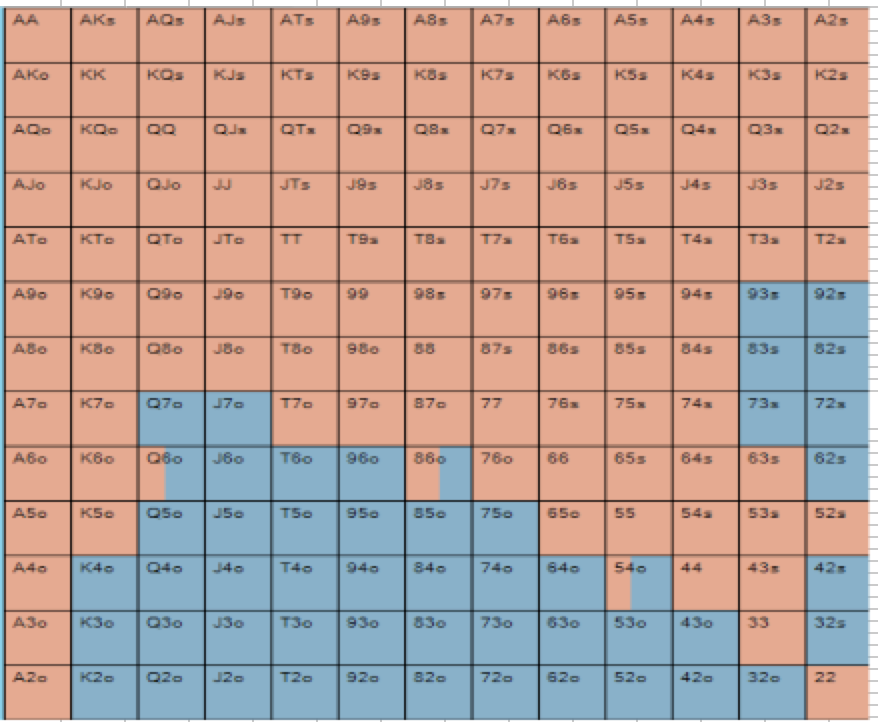 AA AKs AQs AJs ATs A9s A8s A7s A6s A5s A4s A3s A2s
AKo KK KQs KJs KTs K9s K8s K7s K6s K5s K4s K3s K2s
AQo KQo QQ QJs QTs Q9s Q8s Q7s Q6s Q5s Q4s Q3s Q2s
AJo KJo QJo JJ JTs J9s J8s J7s J6s J5s J4s J3s J2s
ATo KTo QTo JTo TT T9s T8s T7s T6s T5s T4s T3s T2s
A9o K9o Q9o J9o T9o 99 98s 97s 96s 95s 94s 93s 92s
A8o K8o Q8o J8o T8o 98o 88 87s 86s 85s 84s 83s 82s
A7o K7o Q7o J7o T7o 97o 87o 77 76s 75s 74s 73s 72s
A6o K6o Q6o J6o T6o 96o 86o 76o 66 65s 64s 63s 62s
A5o K5o Q5o J5o T5o 95o 85o 75o 65o 55 54s 53s 52s
A4o K4o Q4o J4o T4o 94o 84o 74o 64o 54o 44 43s 42s
A3o K3o Q3o J3o T3o 93o 83o 73o 63o 53o 43o 33 32s
A2o K2o Q2o J2o T2o 92o 82o 72o 62o 52o 42o 32o 22